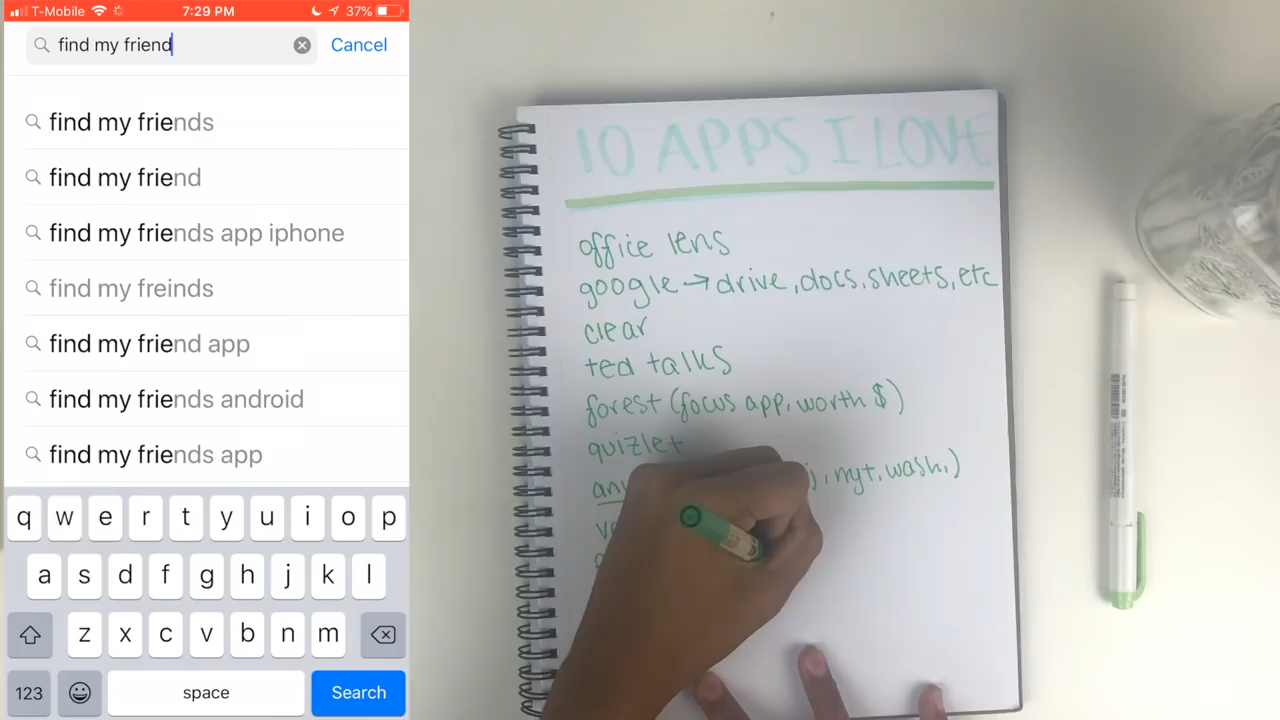 T-Mobile 7:29 PM 37%
find my friend Cancel
find my friends
find my friend
find my friends app iphone
find my freinds
find my friend app
find my friends android
find my friends app
q w e r t y u i o p
a s d f g h j k l
z x c v b n m
123 space Search
10 APPS I LOVE
office lens
google → drive, docs, sheets, etc
clear
ted talks
forest (focus app, worth $)
quizlet
nyt, wash.)